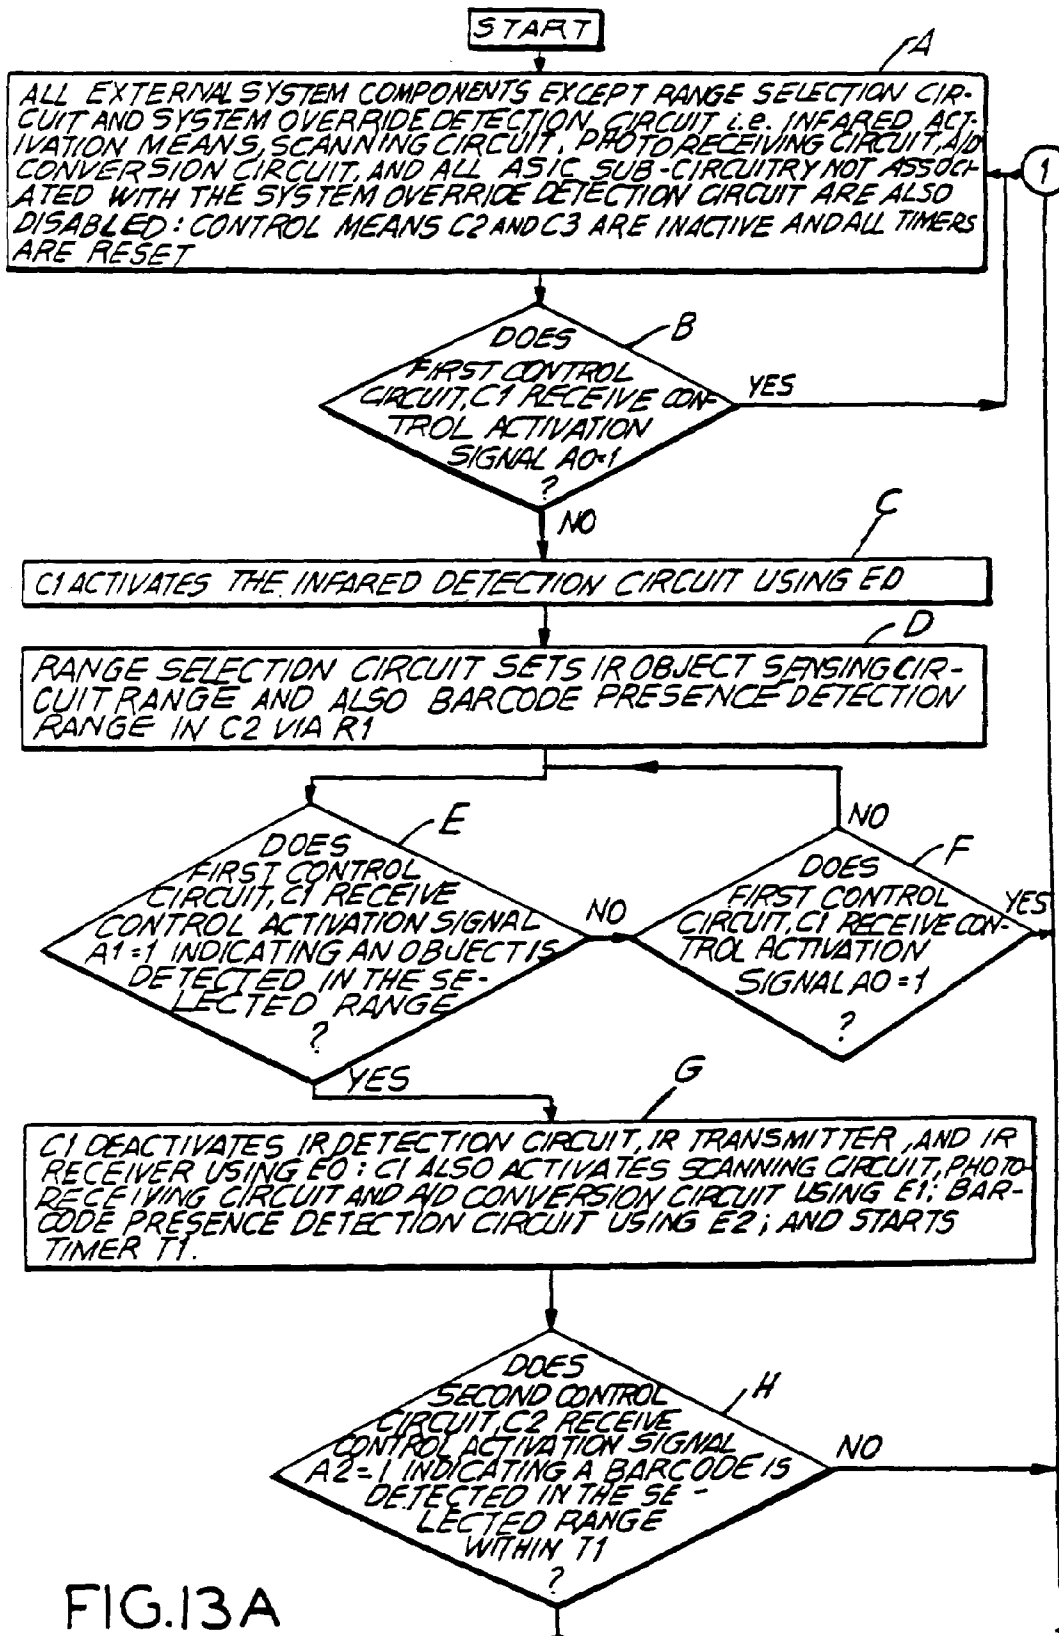 START
A
ALL EXTERNAL SYSTEM COMPONENTS EXCEPT RANGE SELECTION CIR-
CUIT AND SYSTEM OVERRIDE DETECTION CIRCUIT i.e. INFARED ACT-
IVATION MEANS, SCANNING CIRCUIT, PHOTORECEIVING CIRCUIT, A/D
CONVERSION CIRCUIT, AND ALL ASIC SUB-CIRCUITRY NOT ASSOCI-
ATED WITH THE SYSTEM OVERRIDE DETECTION CIRCUIT ARE ALSO
DISABLED: CONTROL MEANS C2 AND C3 ARE INACTIVE AND ALL TIMERS
ARE RESET
1
B
DOES
FIRST CONTROL
CIRCUIT, C1 RECEIVE CON-
TROL ACTIVATION
SIGNAL A0=1
?
YES
NO
C
C1 ACTIVATES THE INFARED DETECTION CIRCUIT USING E0
D
RANGE SELECTION CIRCUIT SETS IR OBJECT SENSING CIR-
CUIT RANGE AND ALSO BARCODE PRESENCE DETECTION
RANGE IN C2 VIA R1
E
DOES
FIRST CONTROL
CIRCUIT, C1 RECEIVE
CONTROL ACTIVATION SIGNAL
A1=1 INDICATING AN OBJECT IS
DETECTED IN THE SE-
LECTED RANGE
?
NO
YES
NO
F
DOES
FIRST CONTROL
CIRCUIT, C1 RECEIVE CON-
TROL ACTIVATION
SIGNAL A0=1
?
YES
G
C1 DEACTIVATES IR DETECTION CIRCUIT, IR TRANSMITTER, AND IR
RECEIVER USING E0: C1 ALSO ACTIVATES SCANNING CIRCUIT, PHOTO-
RECEIVING CIRCUIT AND A/D CONVERSION CIRCUIT USING E1; BAR-
CODE PRESENCE DETECTION CIRCUIT USING E2; AND STARTS
TIMER T1.
H
DOES
SECOND CONTROL
CIRCUIT, C2 RECEIVE
CONTROL ACTIVATION SIGNAL
A2=1 INDICATING A BARCODE IS
DETECTED IN THE SE-
LECTED RANGE
WITHIN T1
?
NO
FIG.13A